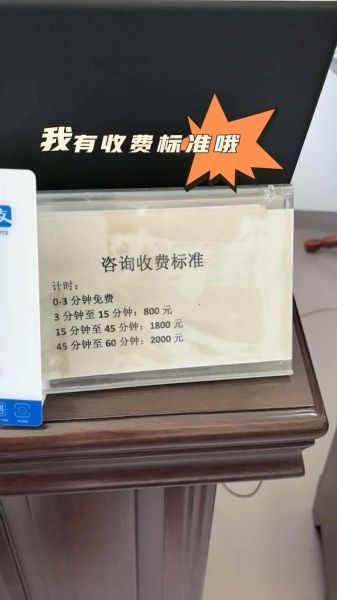 我有收费标准哦
支
咨询收费标准
计时：
0-3 分钟免费
3 分钟至 15 分钟：800 元
15 分钟至 45 分钟：1800 元
45 分钟至 60 分钟：2000 元